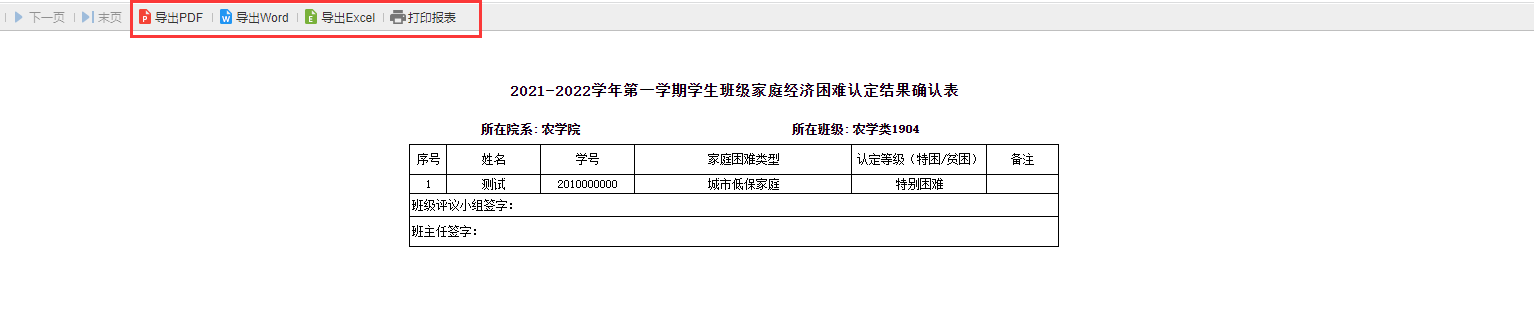 下一页 末页 导出PDF 导出Word 导出Excel 打印报表
2021-2022学年第一学期学生班级家庭经济困难认定结果确认表
所在院系:农学院 所在班级:农学类1904
序号 姓名 学号 家庭困难类型 认定等级（特困/贫困） 备注
1 测试 2010000000 城市低保家庭 特别困难
班级评议小组签字：
班主任签字：